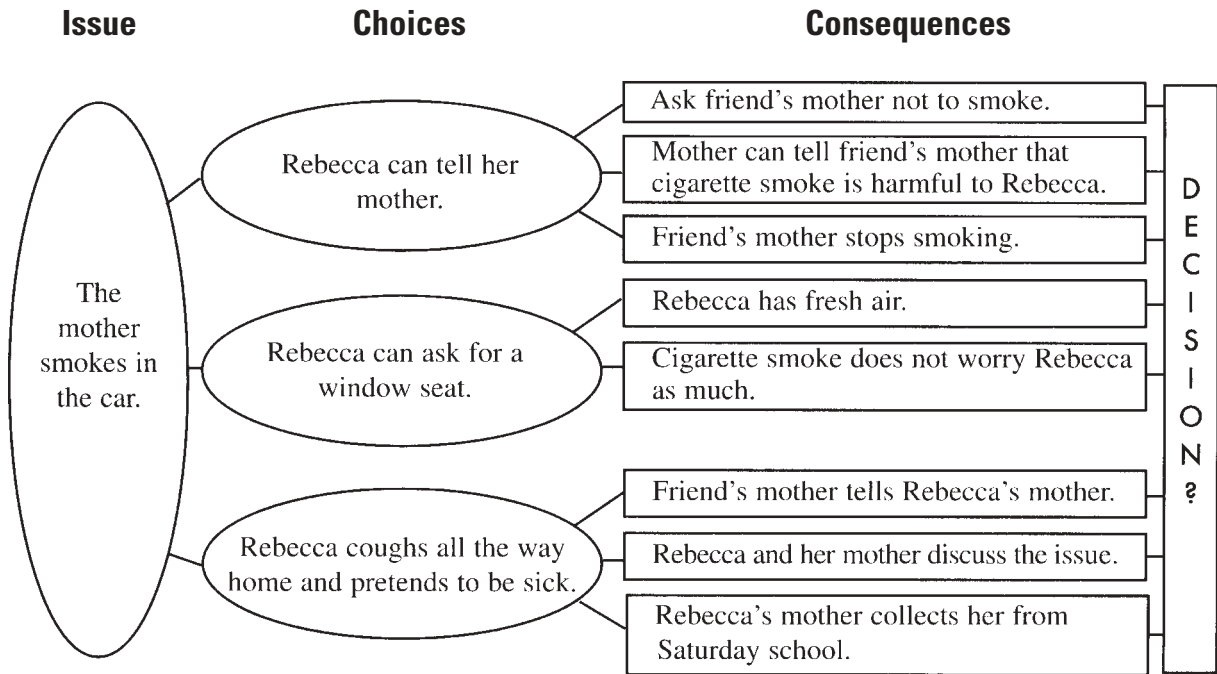 Issue
Choices
Consequences
The
mother
smokes in
the car.
Rebecca can tell her
mother.
Ask friend's mother not to smoke.
Mother can tell friend's mother that
cigarette smoke is harmful to Rebecca.
Friend's mother stops smoking.
Rebecca can ask for a
window seat.
Rebecca has fresh air.
Cigarette smoke does not worry Rebecca
as much.
Rebecca coughs all the way
home and pretends to be sick.
Friend's mother tells Rebecca's mother.
Rebecca and her mother discuss the issue.
Rebecca's mother collects her from
Saturday school.
DECISION?